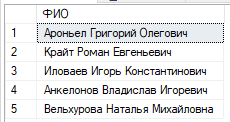 ФИО
1 Ароньел Григорий Олегович
2 Крайт Роман Евгеньевич
3 Иловаев Игорь Константинович
4 Анкелонов Владислав Игоревич
5 Вельхурова Наталья Михайловна